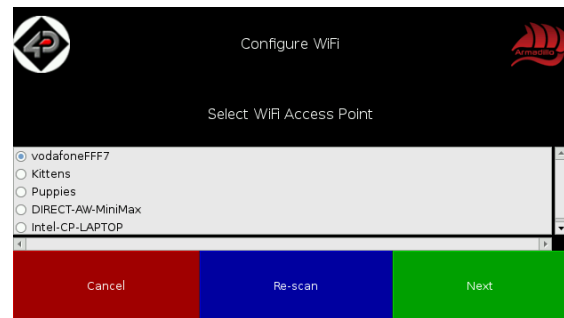 4D
Configure WiFi
Armadillo
Select WiFi Access Point
vodafoneFFF7
Kittens
Puppies
DIRECT-AW-MiniMax
Intel-CP-LAPTOP
Cancel
Re-scan
Next